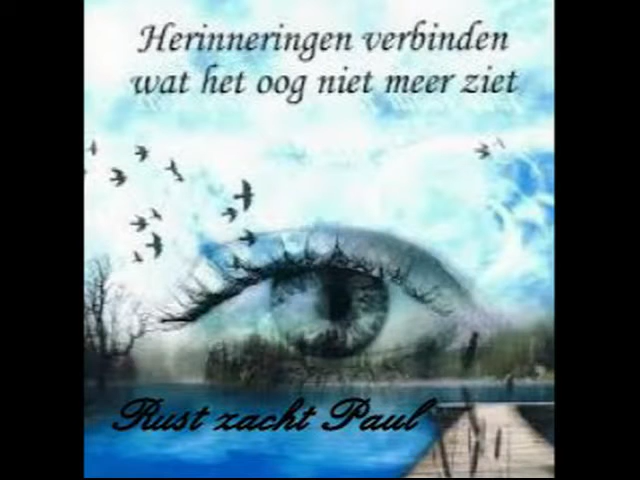 Herinneringen verbinden
wat het oog niet meer ziet
Rust zacht Paul